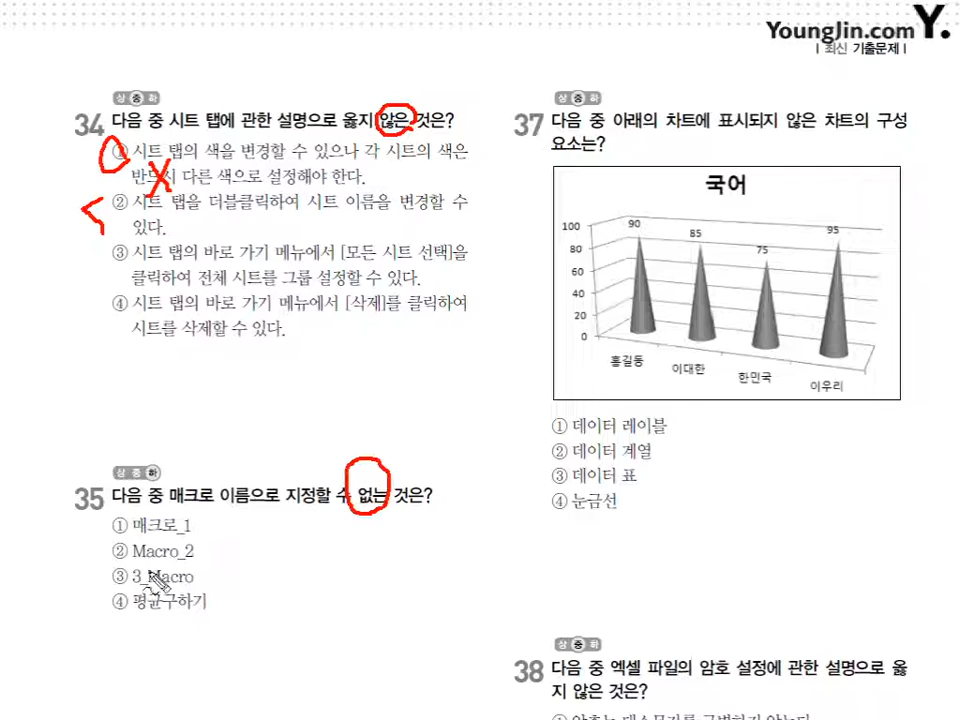 YoungJin.com Y.
최신 기출문제
상 중 하
34 다음 중 시트 탭에 관한 설명으로 옳지 않은 것은?
① 시트 탭의 색을 변경할 수 있으나 각 시트의 색은
반드시 다른 색으로 설정해야 한다.
② 시트 탭을 더블클릭하여 시트 이름을 변경할 수
있다.
③ 시트 탭의 바로 가기 메뉴에서 [모든 시트 선택]을
클릭하여 전체 시트를 그룹 설정할 수 있다.
④ 시트 탭의 바로 가기 메뉴에서 [삭제]를 클릭하여
시트를 삭제할 수 있다.
상 중 하
35 다음 중 매크로 이름으로 지정할 수 없는 것은?
① 매크로_1
② Macro_2
③ 3_Macro
④ 평균구하기
상 중 하
37 다음 중 아래의 차트에 표시되지 않은 차트의 구성
요소는?
국어
100
80
60
40
20
0
90
85
75
95
홍길동
이대한
한민국
이우리
① 데이터 레이블
② 데이터 계열
③ 데이터 표
④ 눈금선
상 중 하
38 다음 중 엑셀 파일의 암호 설정에 관한 설명으로 옳
지 않은 것은?